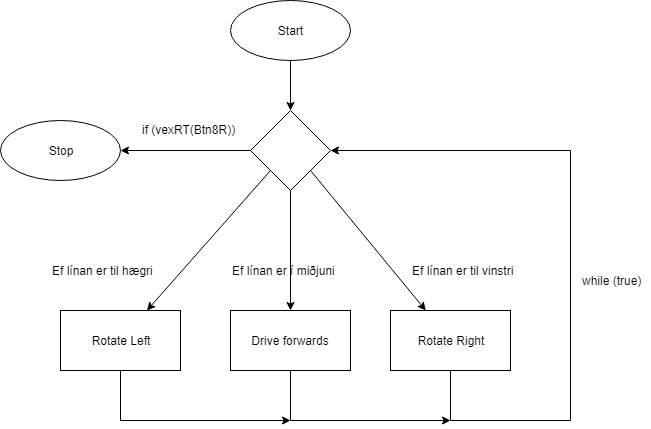 Start
if (vexRT(Btn8R))
Stop
Ef línan er til hægri
Ef línan er í miðjuni
Ef línan er til vinstri
while (true)
Rotate Left
Drive forwards
Rotate Right